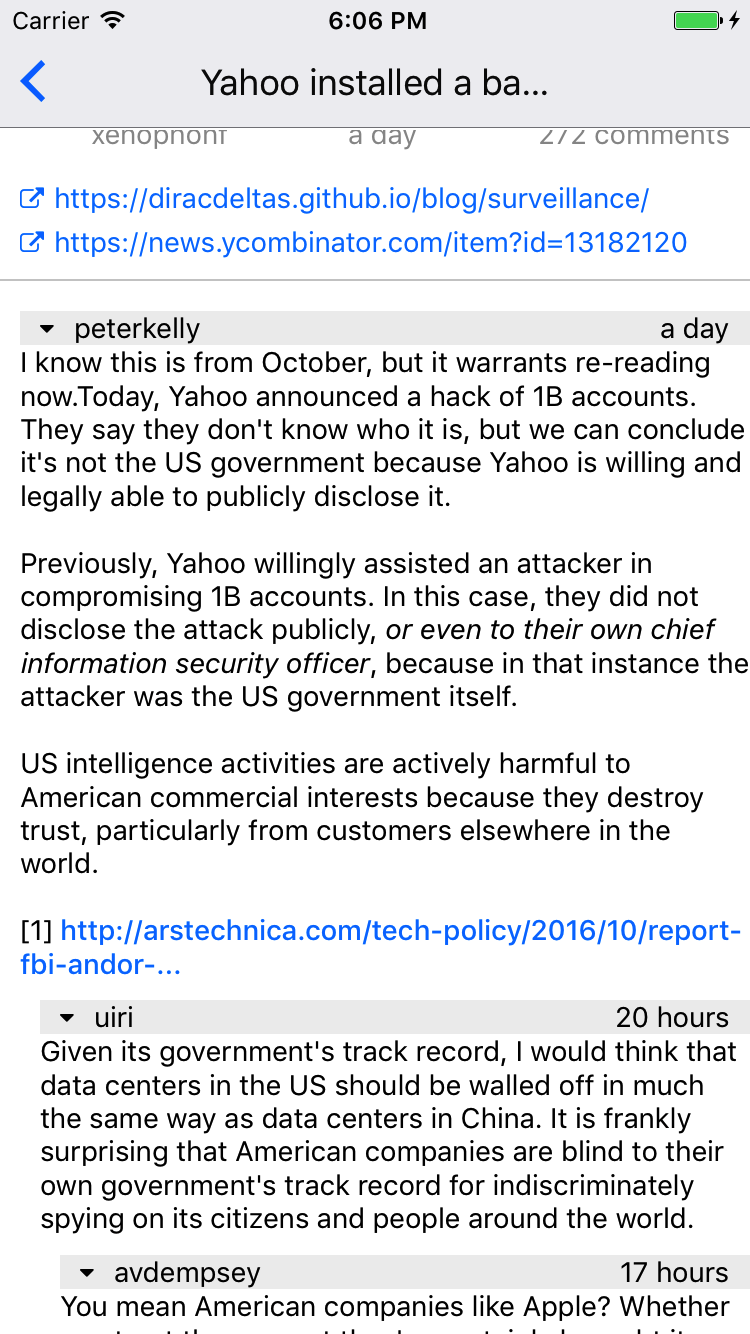 Carrier 6:06 PM
Yahoo installed a ba...
xenophonf a day 272 comments
https://diracdeltas.github.io/blog/surveillance/
https://news.ycombinator.com/item?id=13182120
peterkelly a day
I know this is from October, but it warrants re-reading
now.Today, Yahoo announced a hack of 1B accounts.
They say they don't know who it is, but we can conclude
it's not the US government because Yahoo is willing and
legally able to publicly disclose it.
Previously, Yahoo willingly assisted an attacker in
compromising 1B accounts. In this case, they did not
disclose the attack publicly, or even to their own chief
information security officer, because in that instance the
attacker was the US government itself.
US intelligence activities are actively harmful to
American commercial interests because they destroy
trust, particularly from customers elsewhere in the
world.
[1] http://arstechnica.com/tech-policy/2016/10/report-
fbi-andor-...
uiri 20 hours
Given its government's track record, I would think that
data centers in the US should be walled off in much
the same way as data centers in China. It is frankly
surprising that American companies are blind to their
own government's track record for indiscriminately
spying on its citizens and people around the world.
avdempsey 17 hours
You mean American companies like Apple? Whether